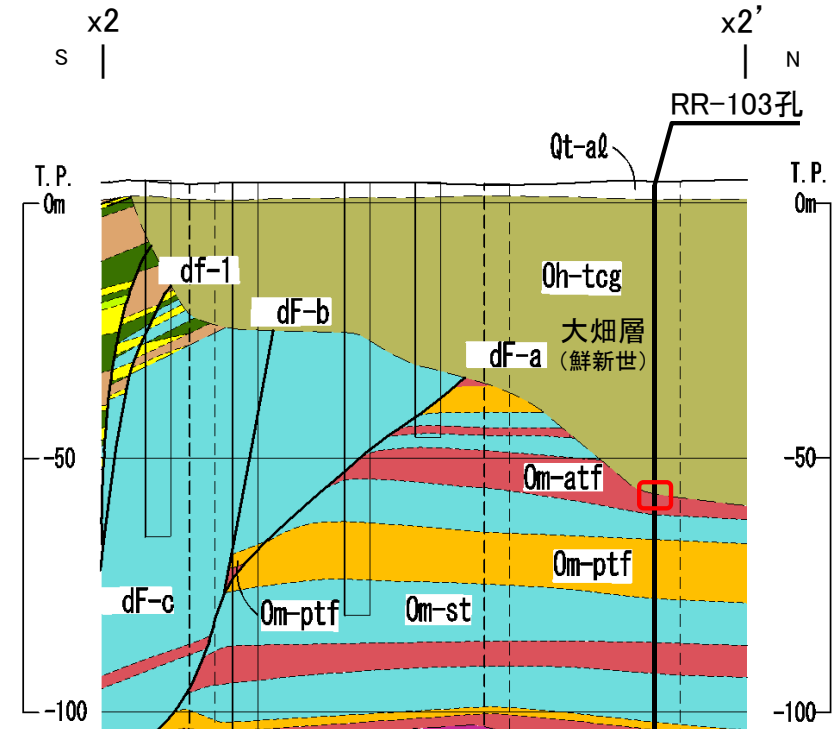 x2
x2’
S
N
RR-103孔
Qt-aℓ
T.P.
T.P.
0m
0m
df-1
Oh-tcg
dF-b
大畑層
dF-a
(鮮新世)
-50
-50
Om-atf
Om-ptf
dF-c
Om-ptf
Om-st
-100
-100